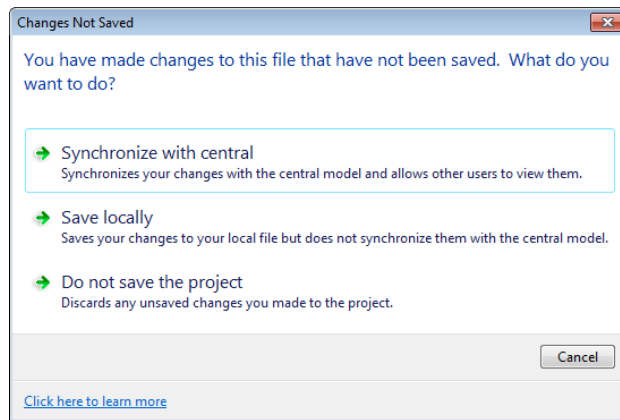 Changes Not Saved
You have made changes to this file that have not been saved. What do you
want to do?
Synchronize with central
Synchronizes your changes with the central model and allows other users to view them.
Save locally
Saves your changes to your local file but does not synchronize them with the central model.
Do not save the project
Discards any unsaved changes you made to the project.
Cancel
Click here to learn more